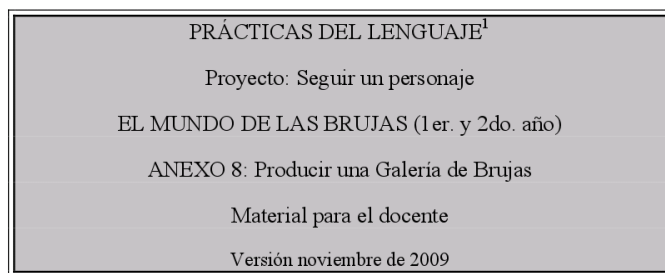 PRÁCTICAS DEL LENGUAJE¹
Proyecto: Seguir un personaje
EL MUNDO DE LAS BRUJAS (1er. y 2do. año)
ANEXO 8: Producir una Galería de Brujas
Material para el docente
Versión noviembre de 2009